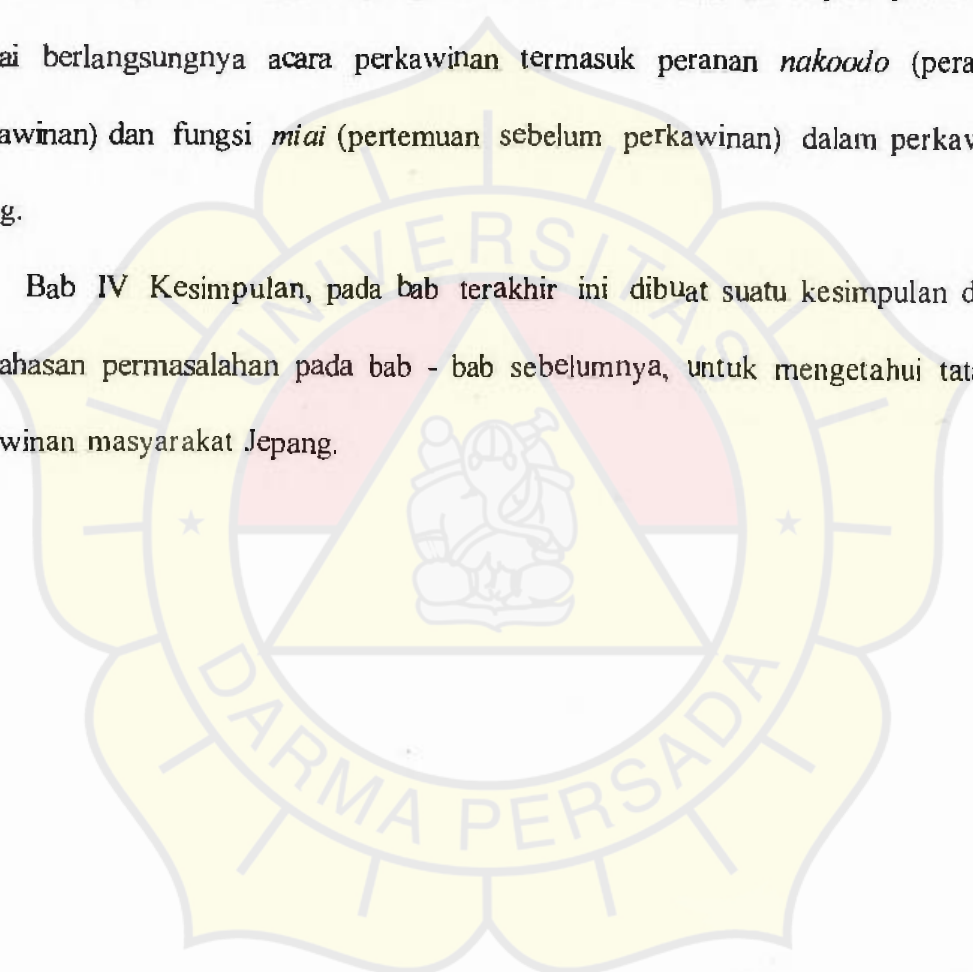 ai berlangsungnya acara perkawinan termasuk peranan nakoodo (pera
awinan) dan fungsi miai (pertemuan sebelum perkawinan) dalam perkaw
g.
Bab IV Kesimpulan, pada bab terakhir ini dibuat suatu kesimpulan d
ahasan permasalahan pada bab - bab sebelumnya, untuk mengetahui tata
winan masyarakat Jepang.
UNIVERSITAS
DARMA PERSADA